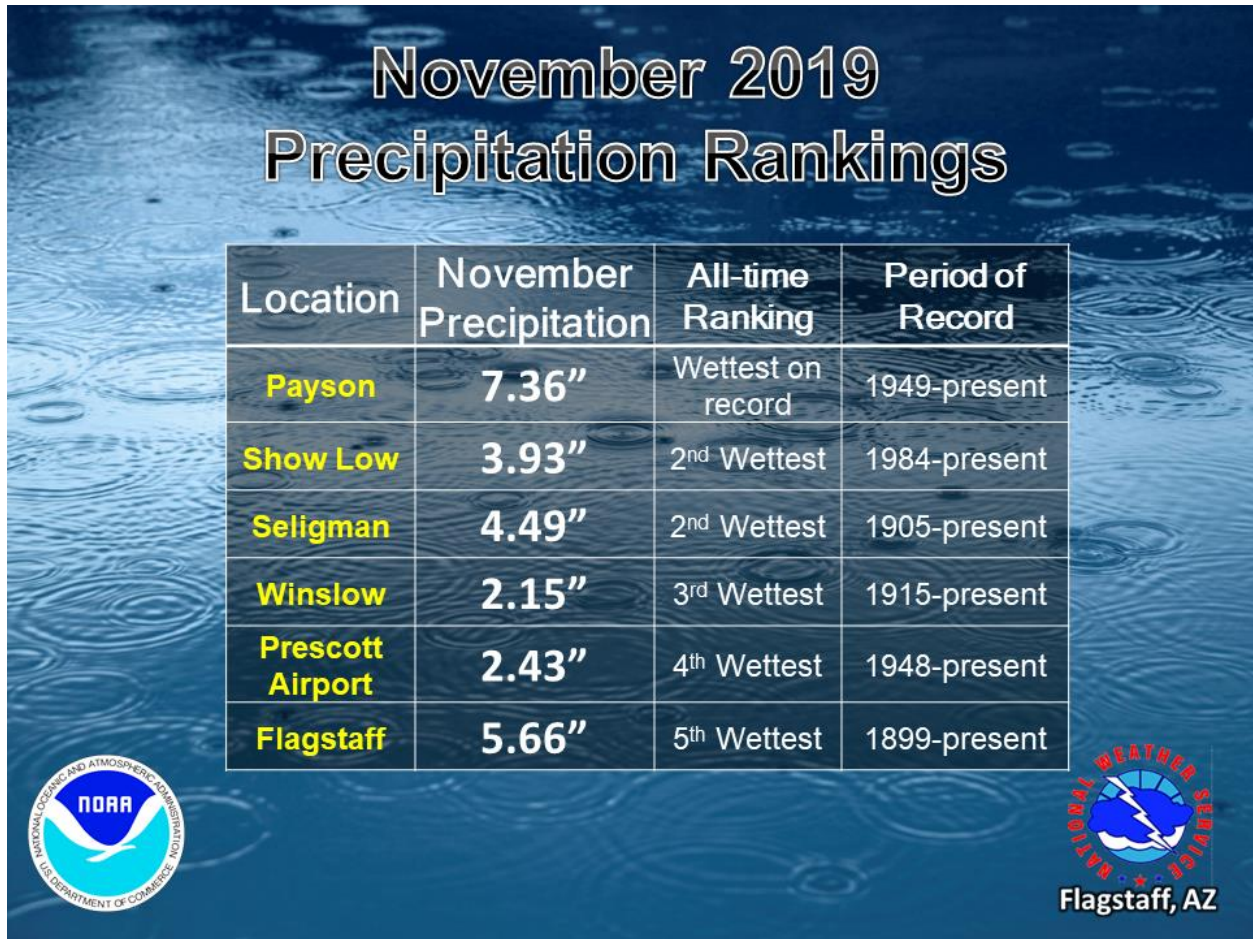 November 2019
Precipitation Rankings
Location
November
Precipitation
All-time
Ranking
Period of
Record
Payson
7.36”
Wettest on
record
1949-present
Show Low
3.93”
2nd Wettest
1984-present
Seligman
4.49”
2nd Wettest
1905-present
Winslow
2.15”
3rd Wettest
1915-present
Prescott
Airport
2.43”
4th Wettest
1948-present
Flagstaff
5.66”
5th Wettest
1899-present
NATIONAL OCEANIC AND ATMOSPHERIC ADMINISTRATION
NOAA
U.S. DEPARTMENT OF COMMERCE
NATIONAL WEATHER SERVICE
Flagstaff, AZ